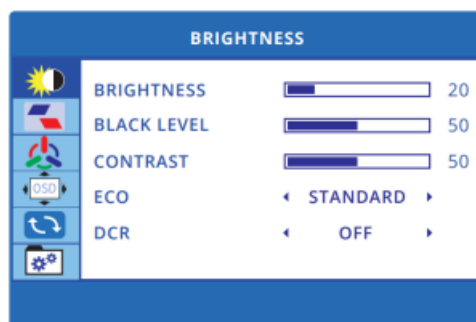 BRIGHTNESS
BRIGHTNESS 20
BLACK LEVEL 50
CONTRAST 50
ECO STANDARD
DCR OFF
OSD